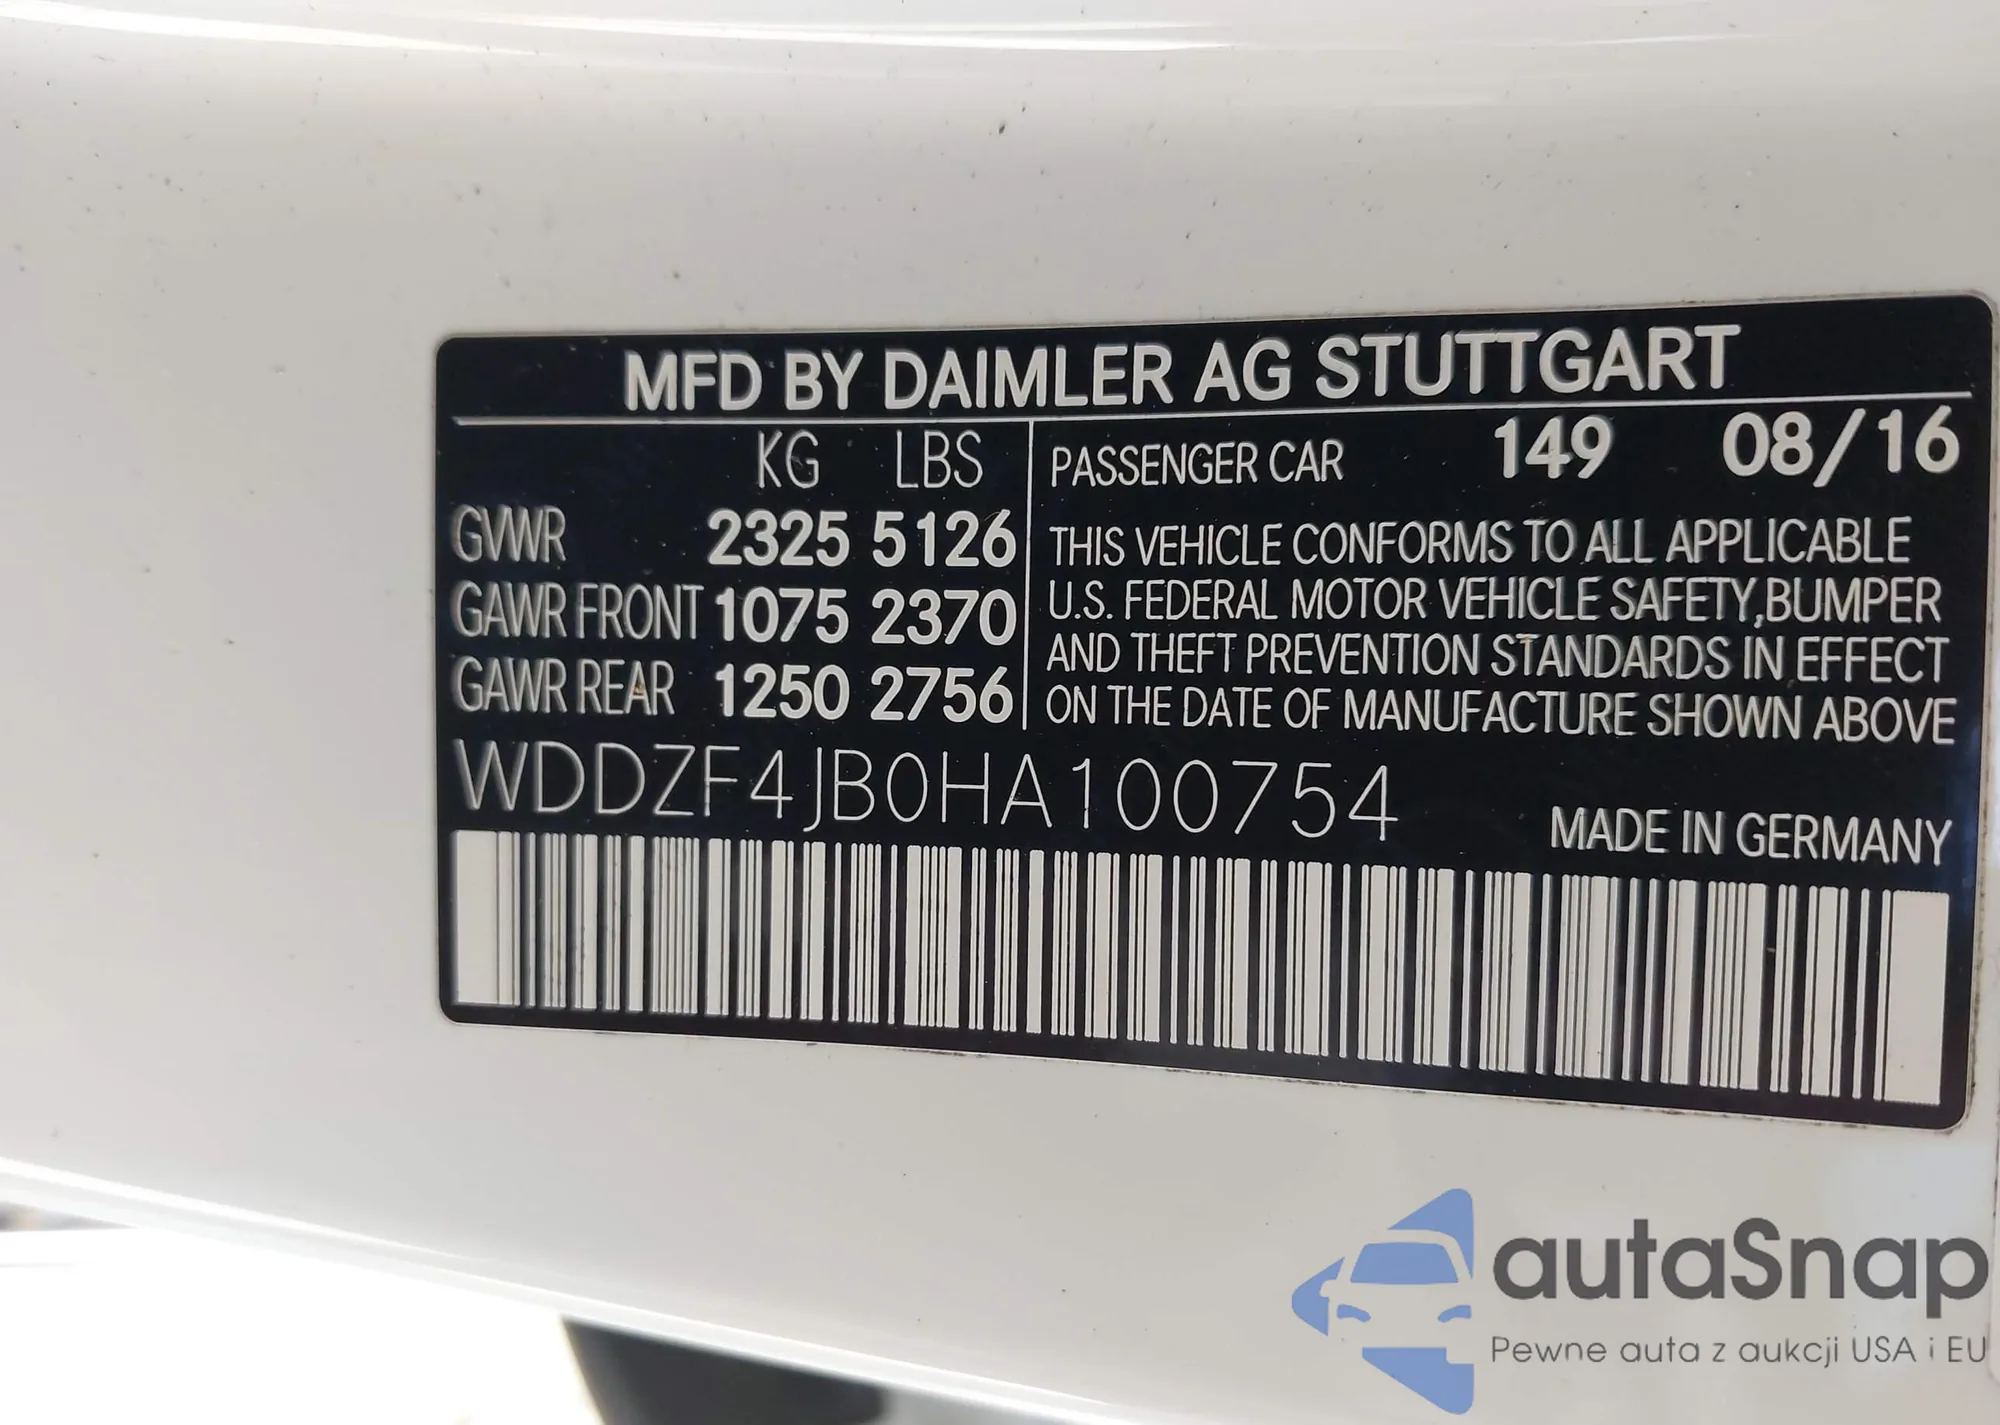 MFD BY DAIMLER AG STUTTGART
KG LBS
GVWR 2325 5126
GAWR FRONT 1075 2370
GAWR REAR 1250 2756
PASSENGER CAR 149 08/16
THIS VEHICLE CONFORMS TO ALL APPLICABLE
U.S. FEDERAL MOTOR VEHICLE SAFETY, BUMPER
AND THEFT PREVENTION STANDARDS IN EFFECT
ON THE DATE OF MANUFACTURE SHOWN ABOVE
WDDZF4JB0HA100754
MADE IN GERMANY
autaSnap
Pewne auta z aukcji USA i EU